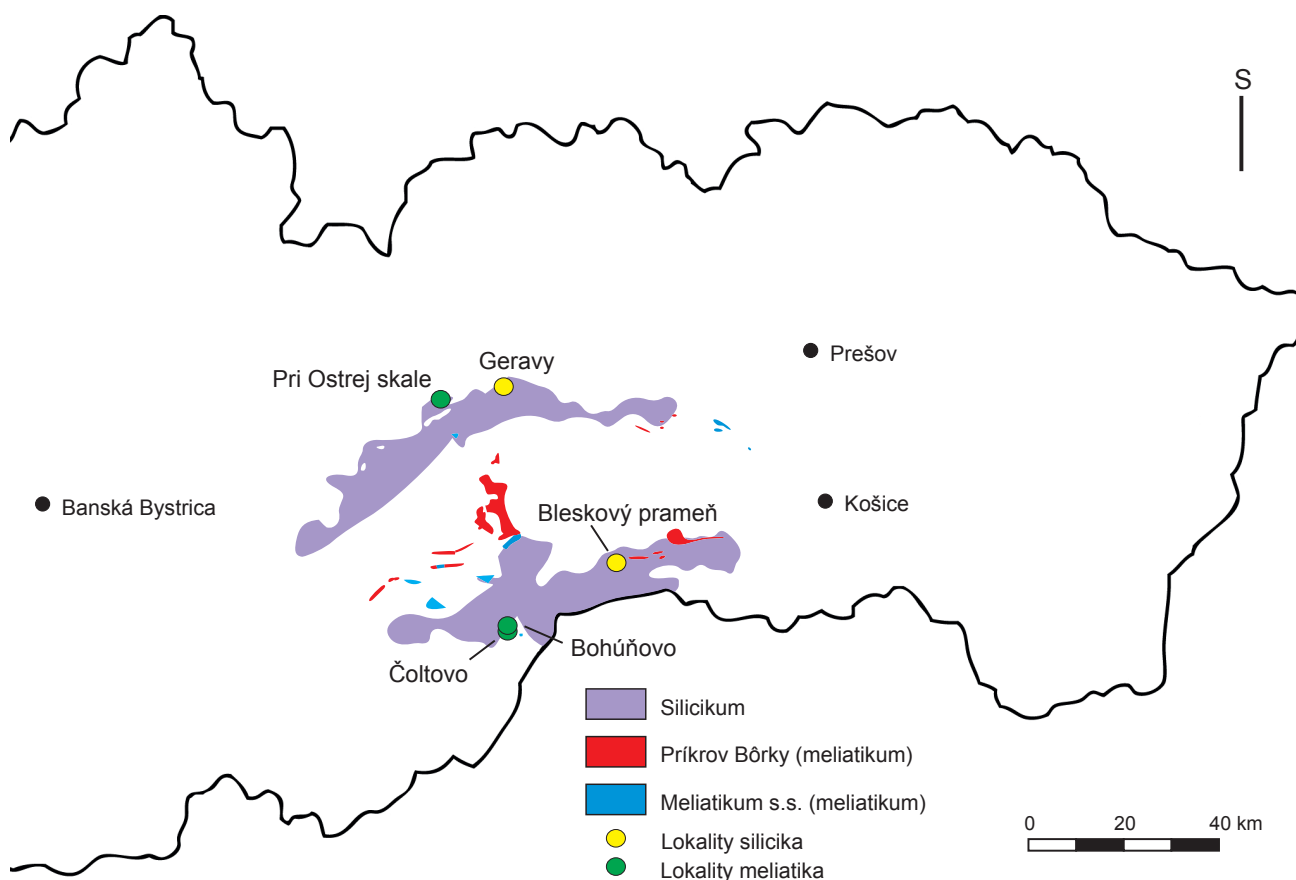 S
Prešov
Geravy
Pri Ostrej skale
Banská Bystrica
Košice
Bleskový prameň
Bohúňovo
Čoltovo
Silicikum
Príkrov Bôrky (meliatikum)
Meliatikum s.s. (meliatikum)
Lokality silicika
Lokality meliatika
0 20 40 km